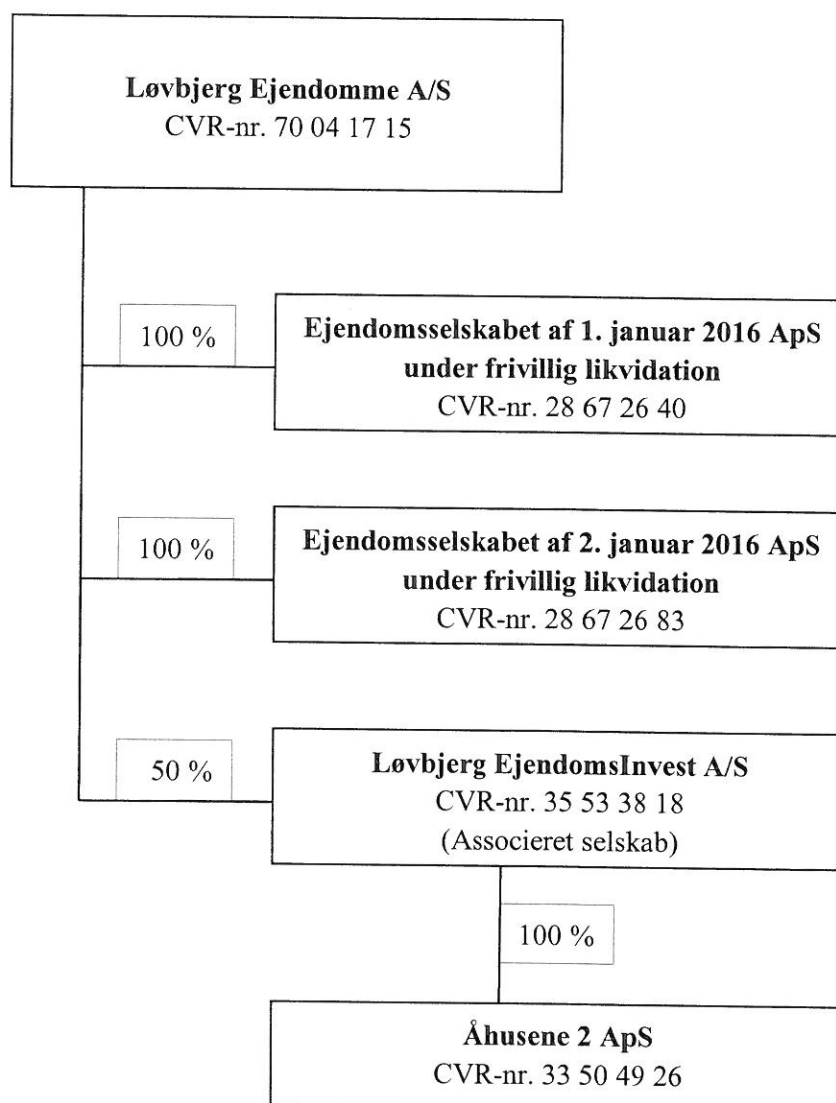 Løvbjerg Ejendomme A/S
CVR-nr. 70 04 17 15
100 %
Ejendomsselskabet af 1. januar 2016 ApS
under frivillig likvidation
CVR-nr. 28 67 26 40
100 %
Ejendomsselskabet af 2. januar 2016 ApS
under frivillig likvidation
CVR-nr. 28 67 26 83
50 %
Løvbjerg EjendomsInvest A/S
CVR-nr. 35 53 38 18
(Associeret selskab)
100 %
Åhusene 2 ApS
CVR-nr. 33 50 49 26